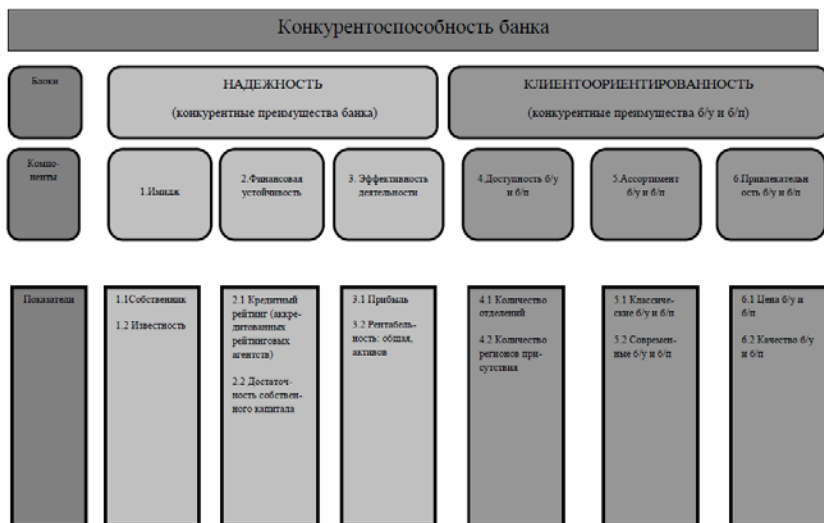 Конкурентоспособность банка
Блоки
НАДЕЖНОСТЬ
(конкурентные преимущества банка)
КЛИЕНТООРИЕНТИРОВАННОСТЬ
(конкурентные преимущества б/у и б/п)
Компо-
ненты
1.Имидж
2.Финансовая
устойчивость
3. Эффективность
деятельности
4.Доступность б/у
и б/п
5.Ассортимент
б/у и б/п
6.Привлекательн
ость б/у и б/п
Показатели
1.1Собственник
1.2 Известность
2.1 Кредитный
рейтинг (аккре-
дитованных
рейтинговых
агентств)
2.2 Достаточ-
ность собствен-
ного капитала
3.1 Прибыль
3.2 Рентабель-
ность: общая,
активов
4.1 Количество
отделений
4.2 Количество
регионов при-
сутствия
5.1 Классиче-
ские б/у и б/п
5.2 Современ-
ные б/у и б/п
6.1 Цена б/у и
б/п
6.2 Качество б/у
и б/п